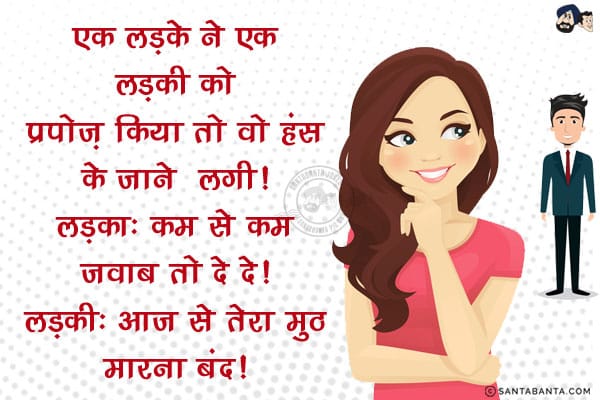 एक लड़के ने एक
लड़की को
प्रपोज़ किया तो वो हंस
के जाने लगी!
लड़काः कम से कम
जवाब तो दे दे!
लड़कीः आज से तेरा मुठ
मारना बंद!
© SANTABANTA.COM